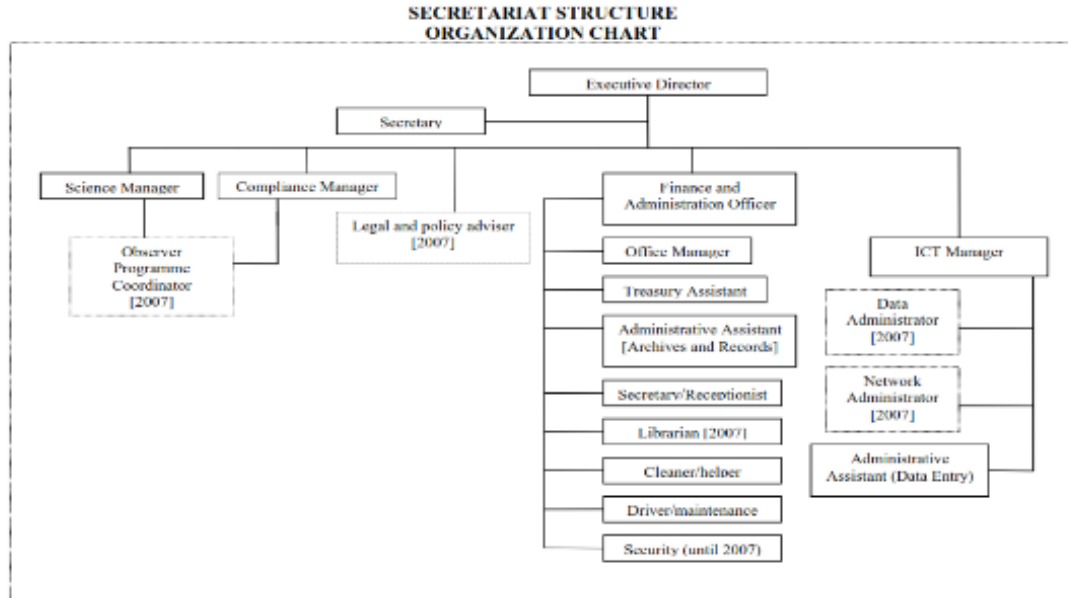 SECRETARIAT STRUCTURE
ORGANIZATION CHART
Executive Director
Secretary
Science Manager
Compliance Manager
Legal and policy adviser
[2007]
Finance and
Administration Officer
Observer
Programme
Coordinator
[2007]
Office Manager
ICT Manager
Treasury Assistant
Data
Administrator
[2007]
Administrative Assistant
[Archives and Records]
Secretary/Receptionist
Network
Administrator
[2007]
Librarian [2007]
Cleaner/helper
Administrative
Assistant (Data Entry)
Driver/maintenance
Security (until 2007)